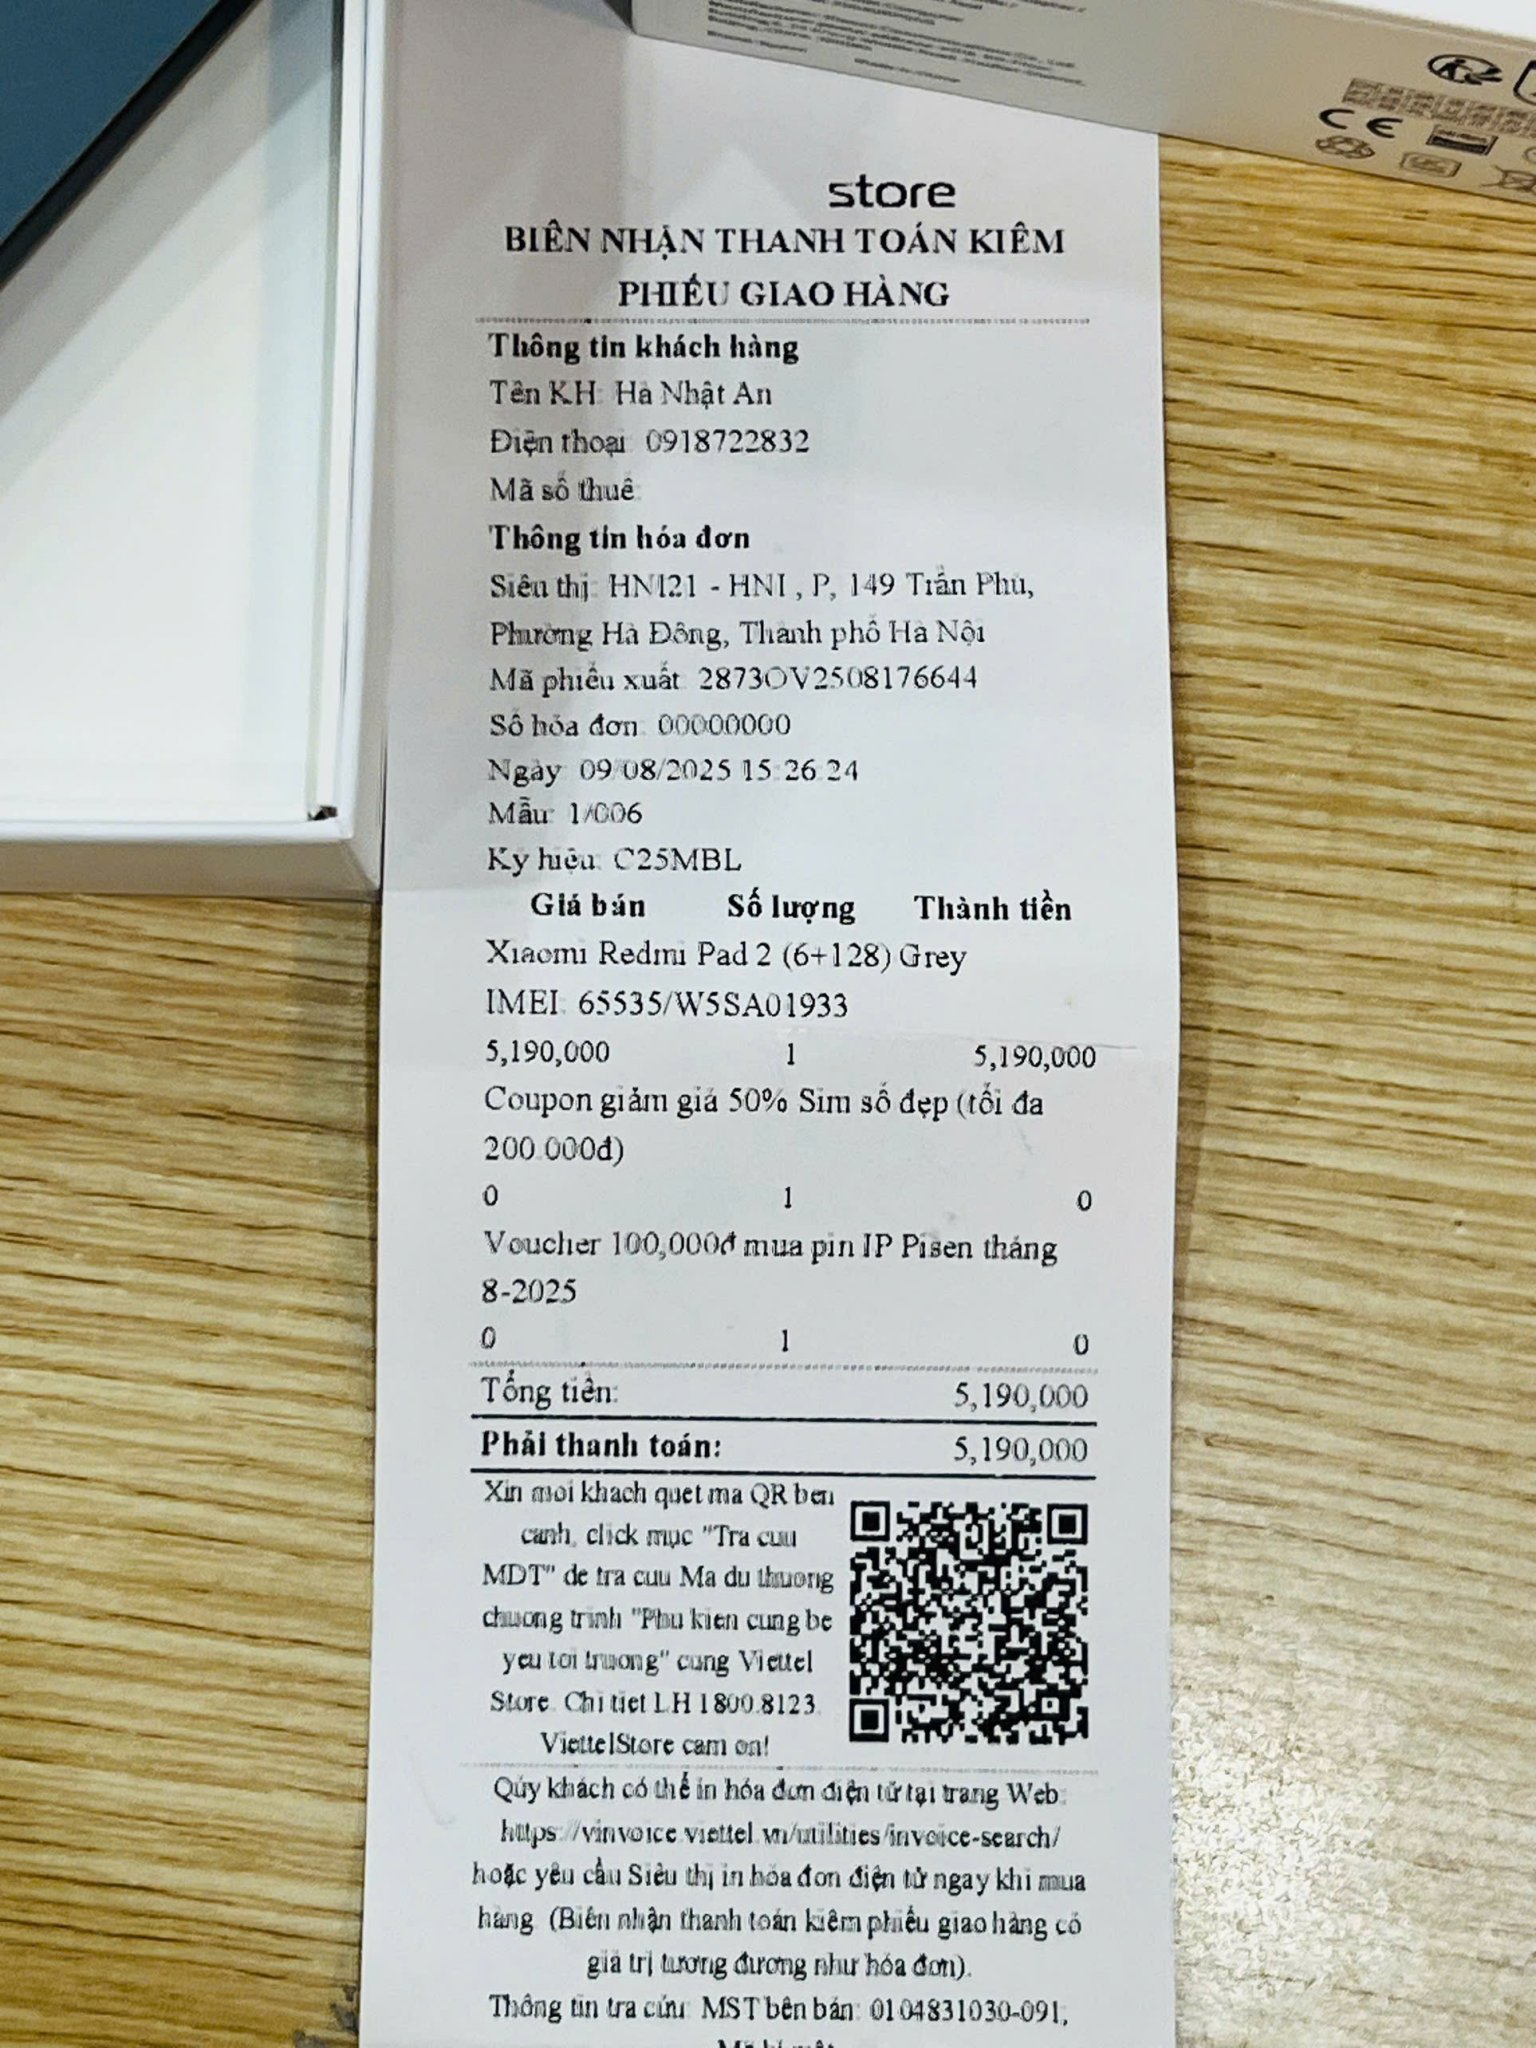 store
BIÊN NHẬN THANH TOÁN KIÊM
PHIẾU GIAO HÀNG
Thông tin khách hàng
Tên KH: Hà Nhật An
Điện thoại: 0918722832
Mã số thuế:
Thông tin hóa đơn
Siêu thị: HNI21 - HNI , P, 149 Trần Phú,
Phường Hà Đông, Thành phố Hà Nội
Mã phiếu xuất: 2873OV2508176644
Số hóa đơn: 00000000
Ngày: 09/08/2025 15:26:24
Mẫu: 1/006
Ký hiệu: C25MBL
Giá bán Số lượng Thành tiền
Xiaomi Redmi Pad 2 (6+128) Grey
IMEI: 65535/W5SA01933
5,190,000 1 5,190,000
Coupon giảm giá 50% Sim số đẹp (tối đa
200.000đ)
0 1 0
Voucher 100,000đ mua pin IP Pisen tháng
8-2025
0 1 0
Tổng tiền: 5,190,000
Phải thanh toán: 5,190,000
Xin moi khach quet ma QR ben
canh, click mục "Tra cuu
MDT" de tra cuu Ma du thuong
chuong trinh "Phu kien cung be
yeu toi truong" cung Viettel
Store. Chi tiet LH 1800.8123.
ViettelStore cam on!
Qúy khách có thể in hóa đơn điện tử tại trang Web:
https://vinvoice.viettel.vn/utilities/invoice-search/
hoặc yêu cầu Siêu thị in hóa đơn điện tử ngay khi mua
hàng. (Biên nhận thanh toán kiêm phiếu giao hàng có
giá trị tương đương như hóa đơn).
Thông tin tra cứu: MST bên bán: 0104831030-091,
CE